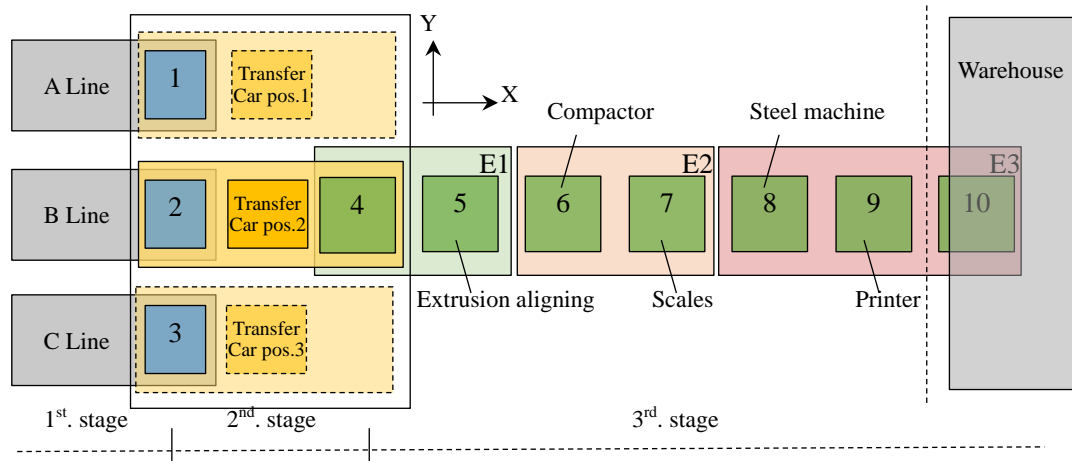 Y
X
A Line
1
Transfer
Car pos.1
Warehouse
Compactor
Steel machine
E1
E2
E3
B Line
2
Transfer
Car pos.2
4
5
6
7
8
9
10
Extrusion aligning
Scales
Printer
C Line
3
Transfer
Car pos.3
1st. stage
2nd. stage
3rd. stage